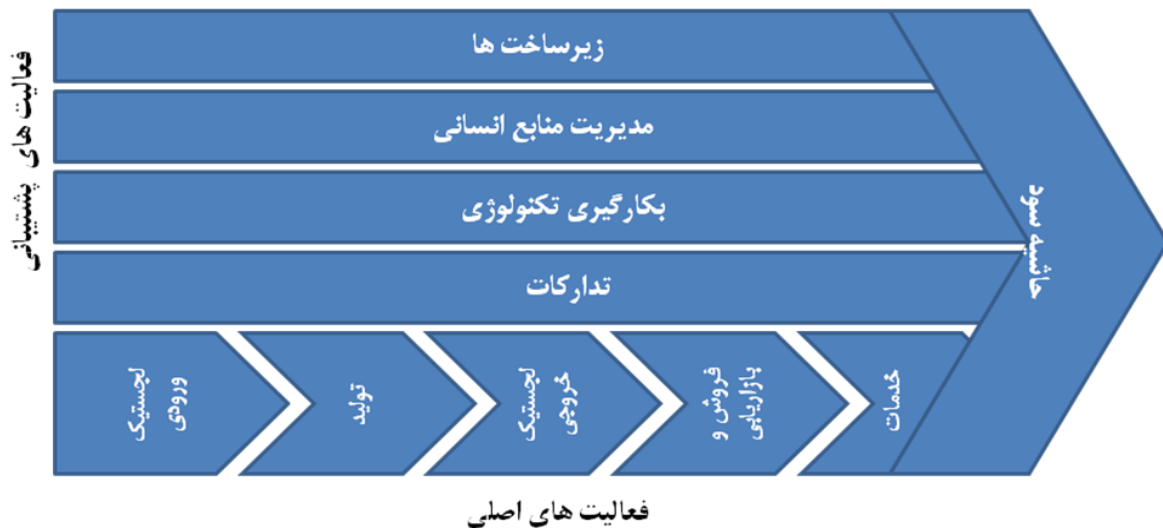 فعالیت های پشتیبانی
زیرساخت ها
مدیریت منابع انسانی
بکارگیری تکنولوژی
تدارکات
حاشیه سود
لجستیک
ورودی
تولید
لجستیک
خروجی
فروش و
بازاریابی
خدمات
فعالیت های اصلی